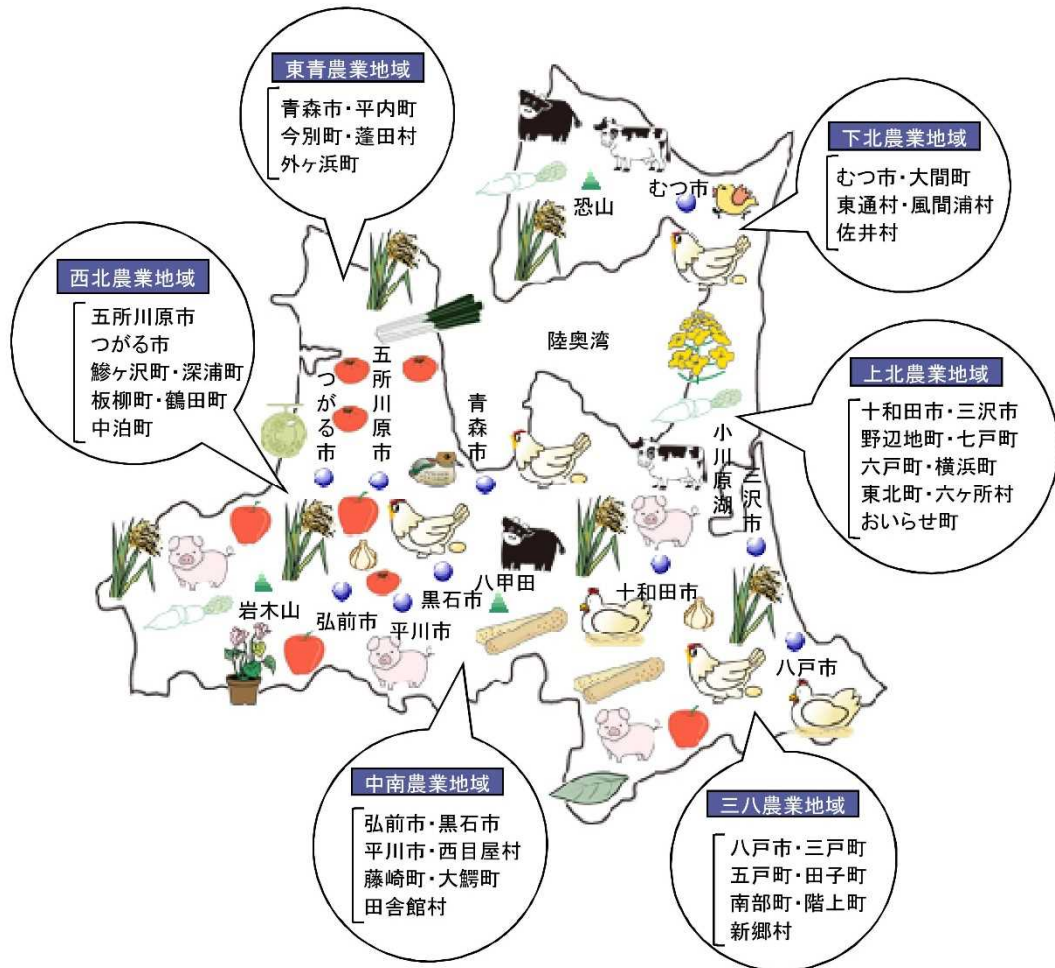 東青農業地域
青森市・平内町
今別町・蓬田村
外ヶ浜町
下北農業地域
むつ市・大間町
東通村・風間浦村
佐井村
西北農業地域
五所川原市
つがる市
鰺ヶ沢町・深浦町
板柳町・鶴田町
中泊町
上北農業地域
十和田市・三沢市
野辺地町・七戸町
六戸町・横浜町
東北町・六ヶ所村
おいらせ町
むつ市
恐山
陸奥湾
つがる市
五所川原市
青森市
小川原湖
三沢市
岩木山
弘前市
平川市
黒石市
八甲田
十和田市
八戸市
中南農業地域
弘前市・黒石市
平川市・西目屋村
藤崎町・大鰐町
田舎館村
三八農業地域
八戸市・三戸町
五戸町・田子町
南部町・階上町
新郷村